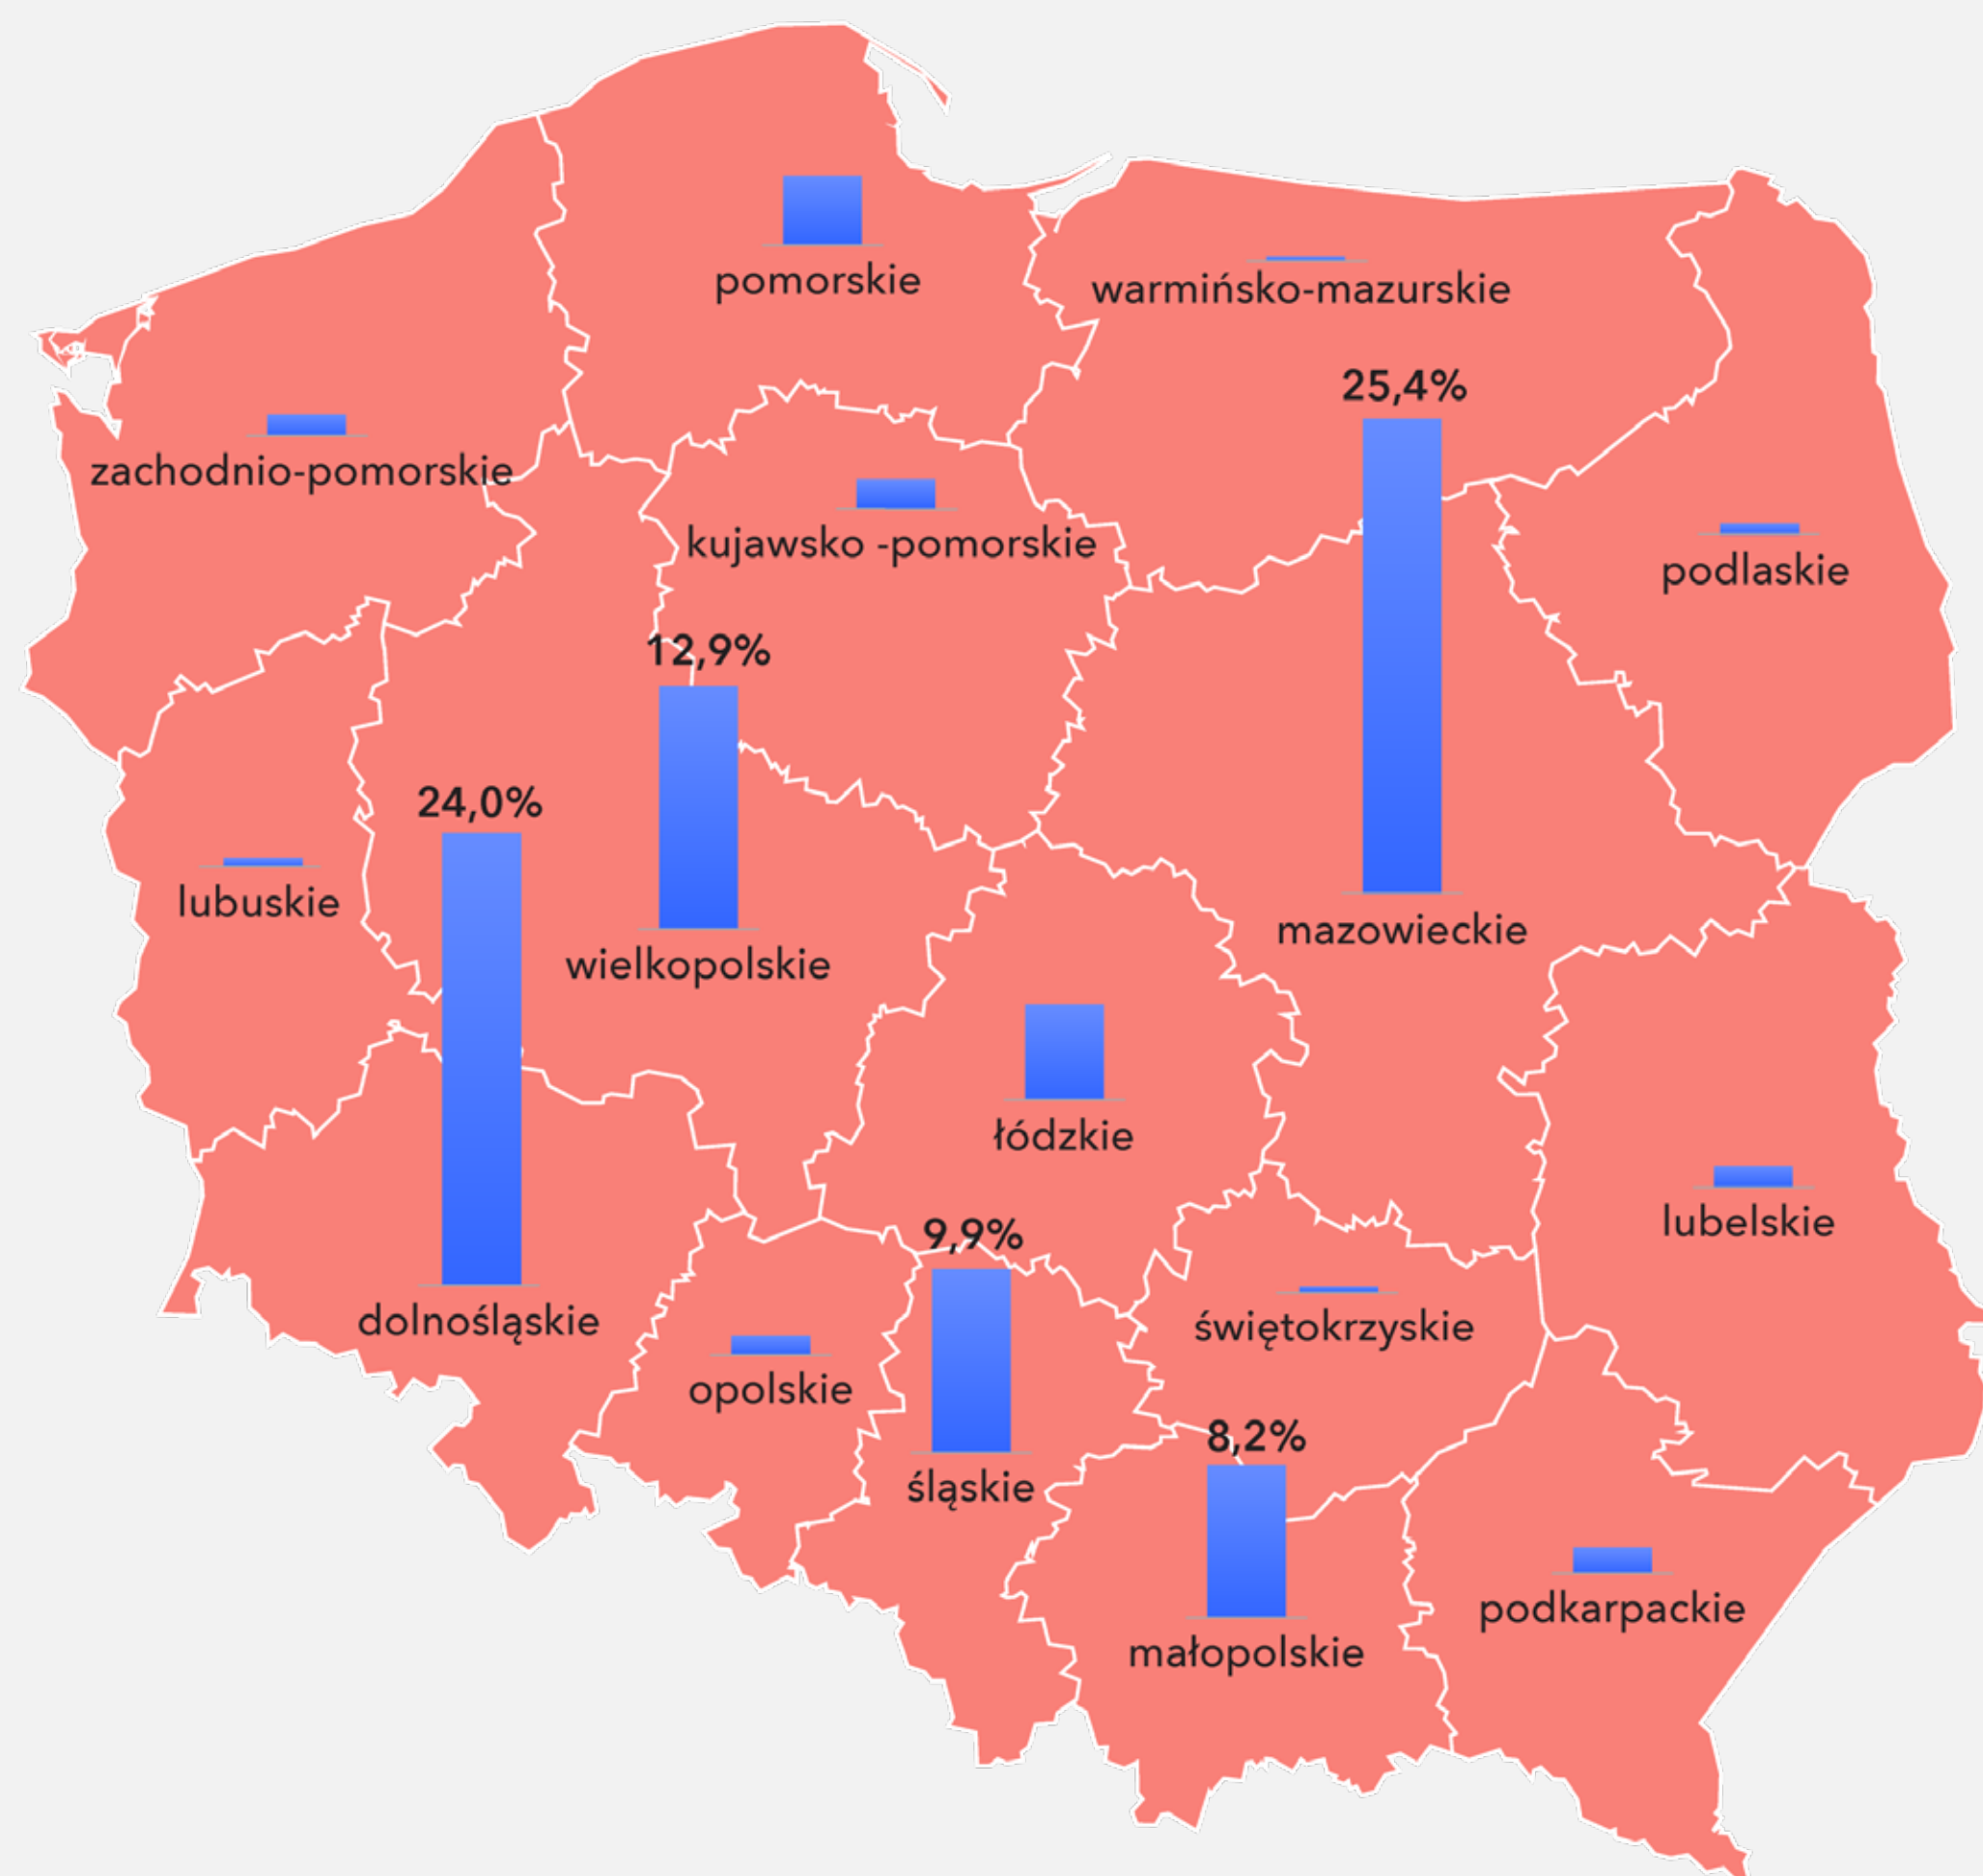 pomorskie
warmińsko-mazurskie
25,4%
zachodnio-pomorskie
kujawsko -pomorskie
podlaskie
12,9%
24,0%
lubuskie
mazowieckie
wielkopolskie
łódzkie
lubelskie
9,9%
dolnośląskie
świętokrzyskie
opolskie
8,2%
śląskie
podkarpackie
małopolskie